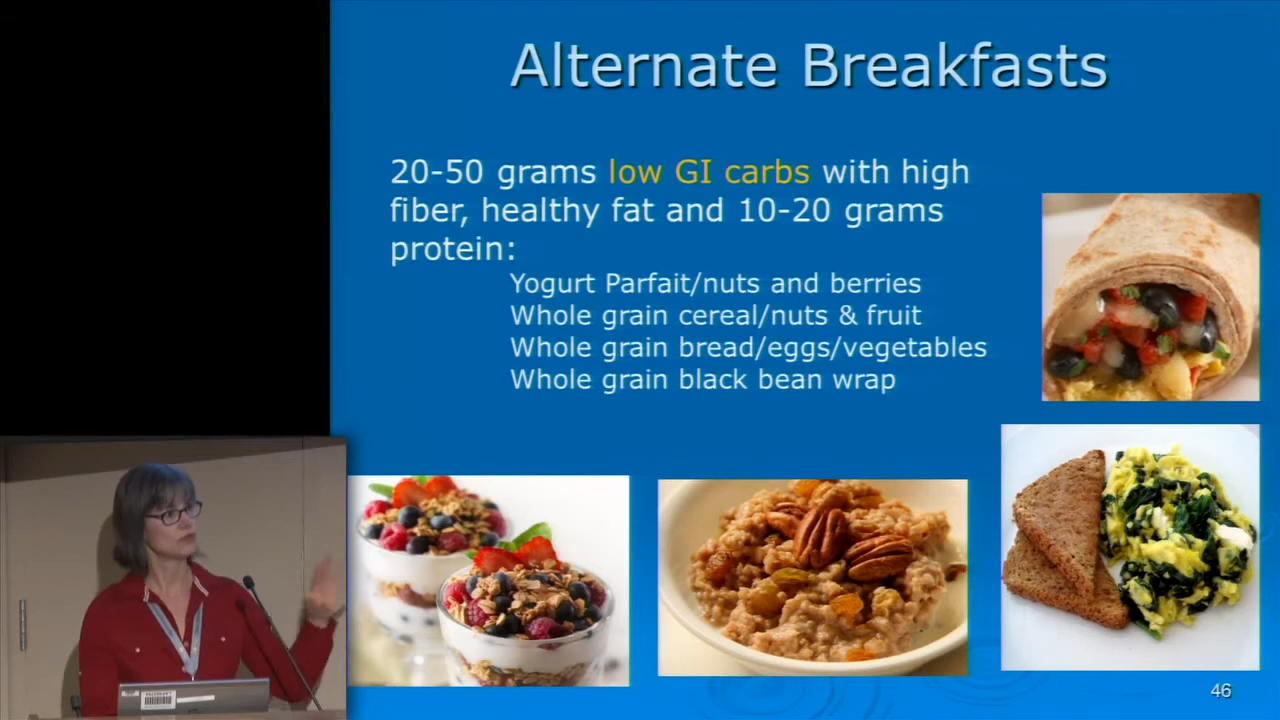 Alternate Breakfasts
20-50 grams low GI carbs with high
fiber, healthy fat and 10-20 grams
protein:
Yogurt Parfait/nuts and berries
Whole grain cereal/nuts & fruit
Whole grain bread/eggs/vegetables
Whole grain black bean wrap
46